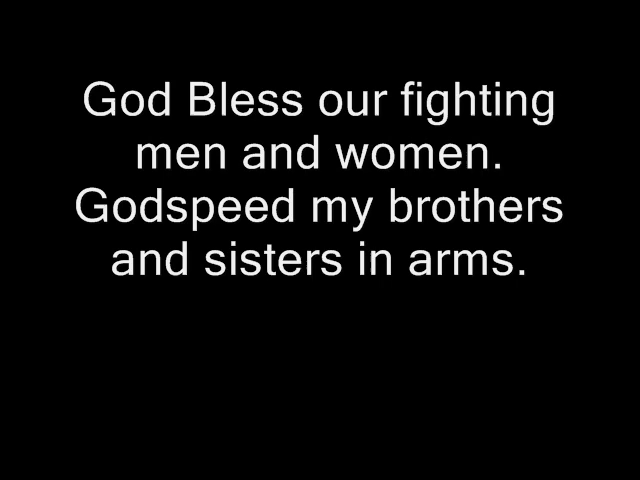 God Bless our fighting
men and women.
Godspeed my brothers
and sisters in arms.